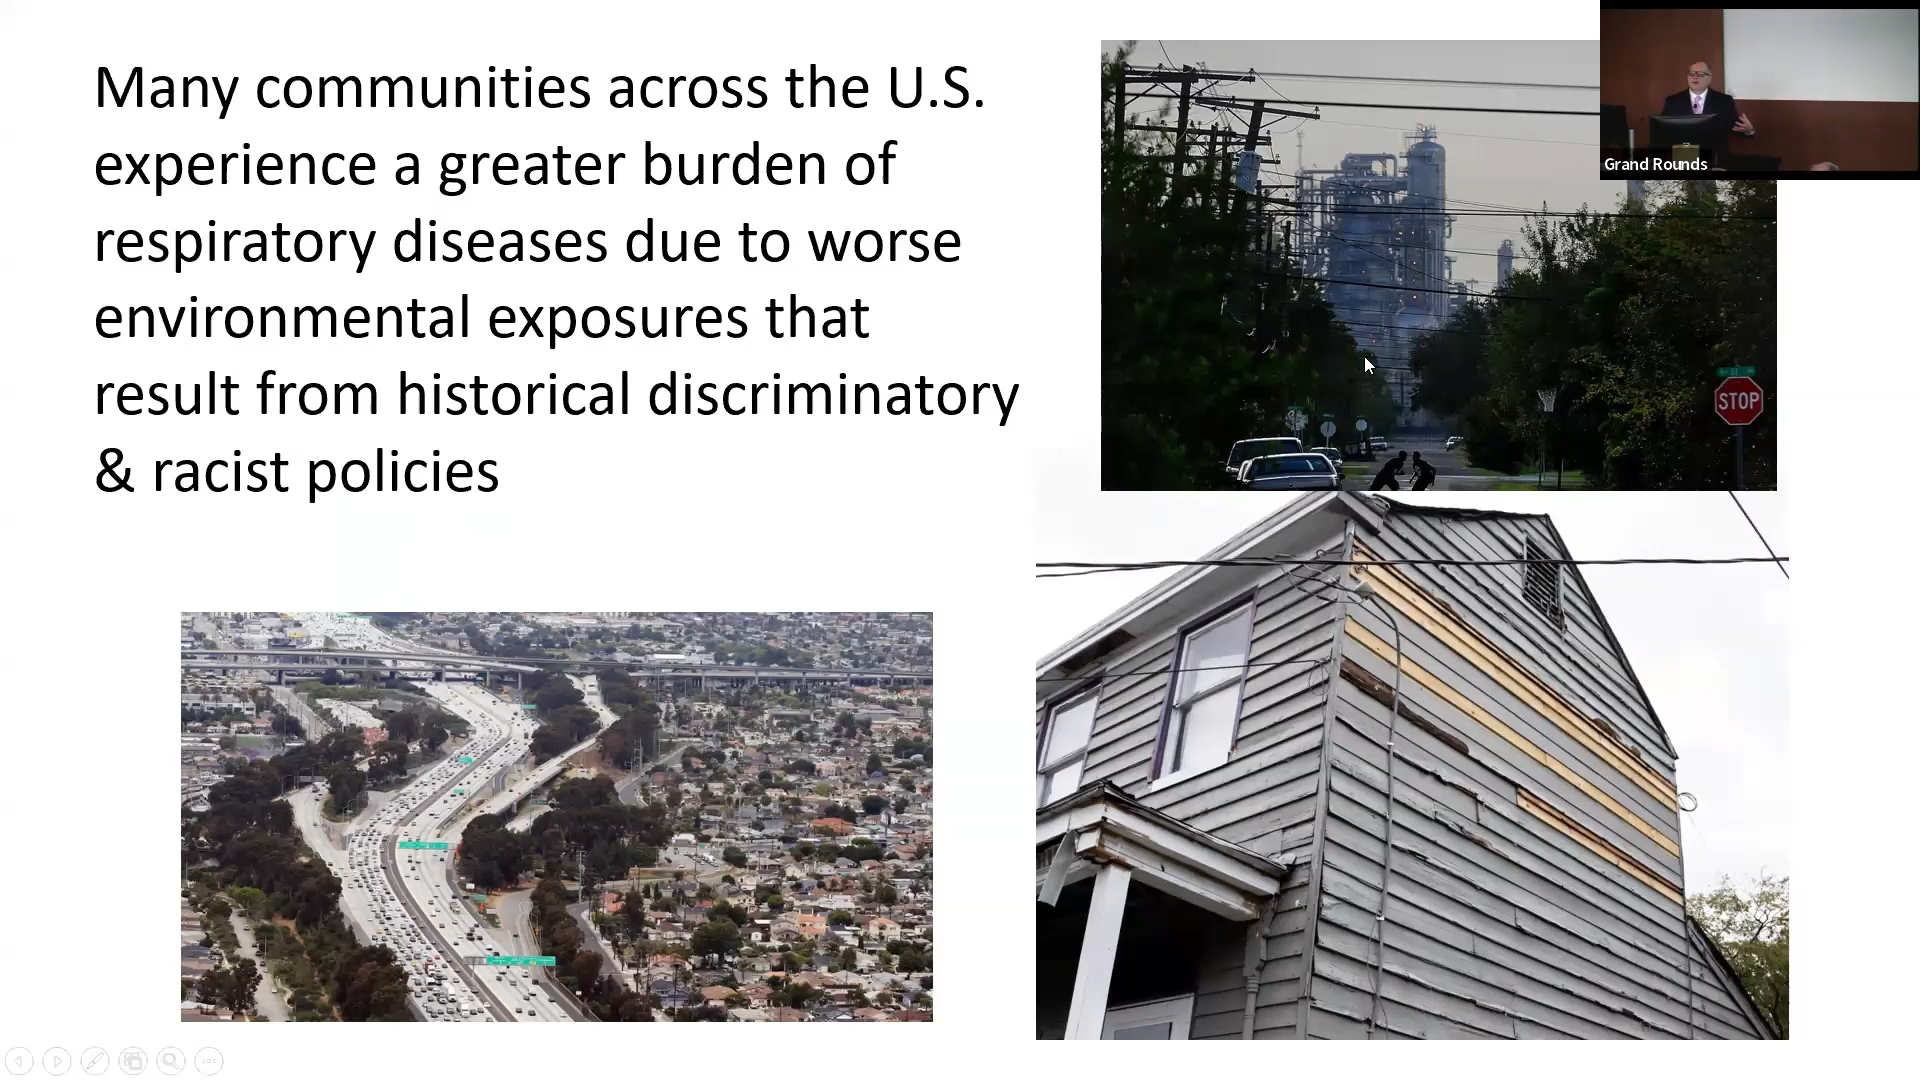 Many communities across the U.S.
experience a greater burden of
respiratory diseases due to worse
environmental exposures that
result from historical discriminatory
& racist policies
Grand Rounds
STOP